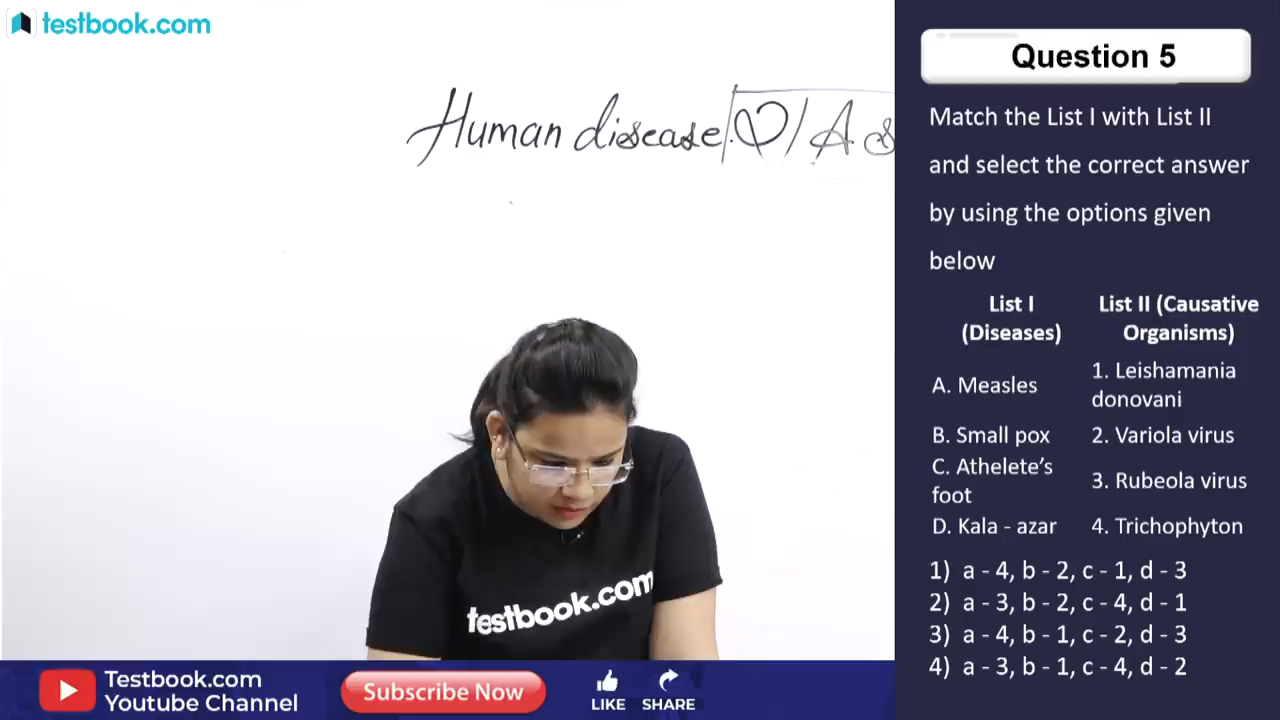 testbook.com
Human disease
Question 5
Match the List I with List II
and select the correct answer
by using the options given
below
List I (Diseases) List II (Causative Organisms)
A. Measles 1. Leishamania donovani
B. Small pox 2. Variola virus
C. Athelete's foot 3. Rubeola virus
D. Kala - azar 4. Trichophyton
1) a - 4, b - 2, c - 1, d - 3
2) a - 3, b - 2, c - 4, d - 1
3) a - 4, b - 1, c - 2, d - 3
4) a - 3, b - 1, c - 4, d - 2
testbook.com
Testbook.com
Youtube Channel
Subscribe Now
LIKE SHARE